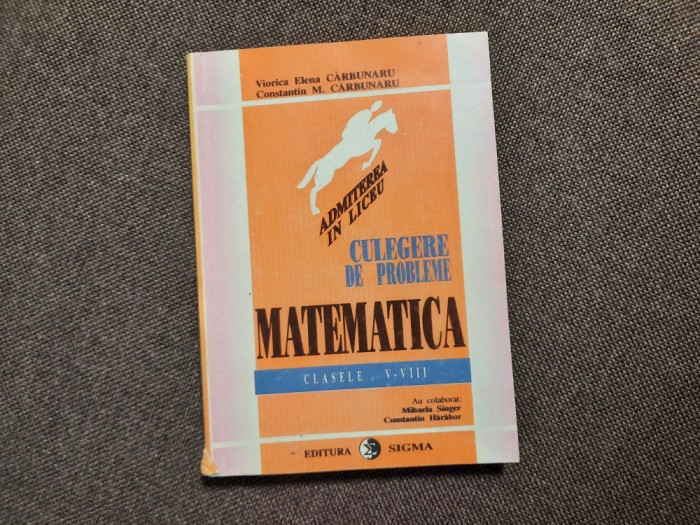 Viorica Elena CĂRBUNARU
Constantin M. CĂRBUNARU
ADMITEREA
IN LICEU
CULEGERE
DE PROBLEME
MATEMATICA
CLASELE V-VIII
Au colaborat:
Mihaela Singer
Constantin Hărăbor
EDITURA Σ SIGMA